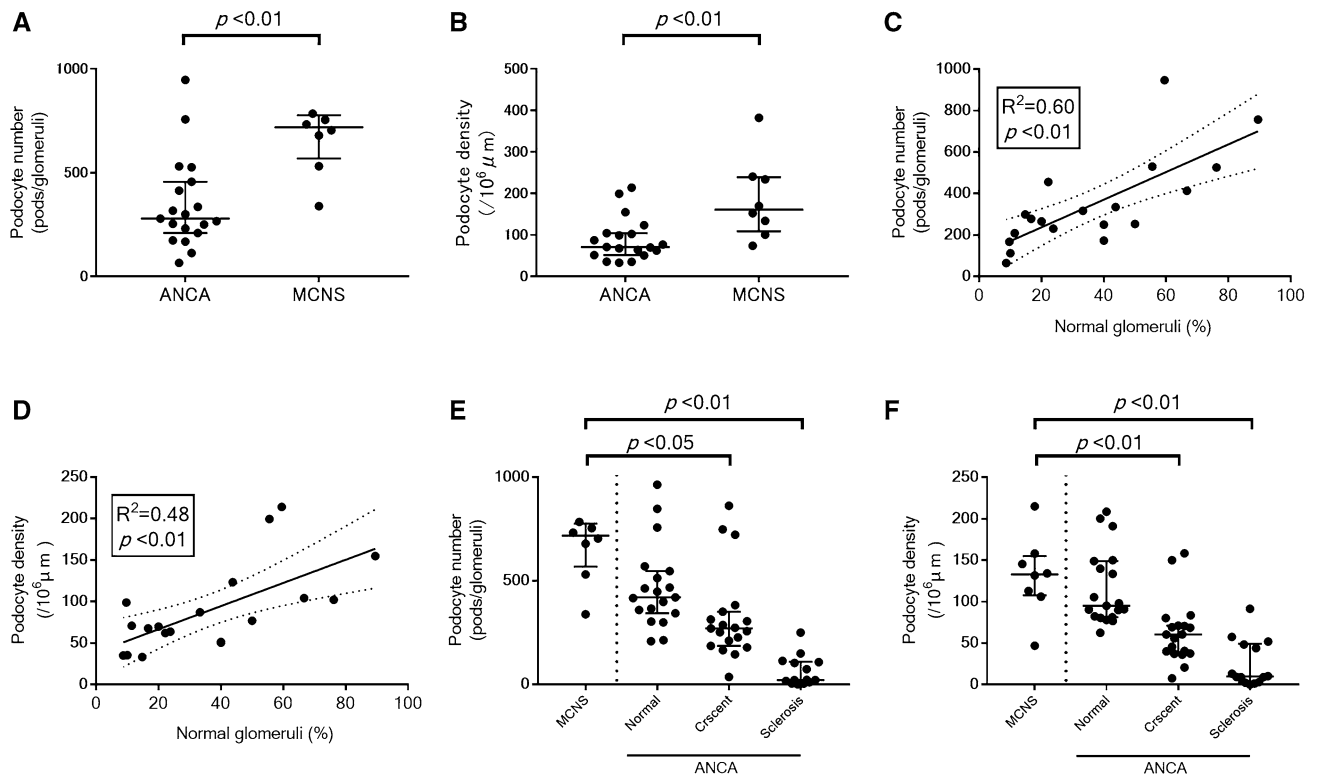 A
p <0.01
Podocyte number
(pods/glomeruli)
1000
500
0
ANCA
MCNS
B
p <0.01
Podocyte density
(/10⁶ μm)
500
400
300
200
100
0
ANCA
MCNS
C
R²=0.60
p <0.01
Podocyte number
(pods/glomeruli)
1000
800
600
400
200
0
0 20 40 60 80 100
Normal glomeruli (%)
D
R²=0.48
p <0.01
Podocyte density
(/10⁶μm)
250
200
150
100
50
0
0 20 40 60 80 100
Normal glomeruli (%)
E
p <0.01
p <0.05
Podocyte number
(pods/glomeruli)
1000
500
0
MCNS
Normal
Crscent
Sclerosis
ANCA
F
p <0.01
p <0.01
Podocyte density
(/10⁶μm)
250
200
150
100
50
0
MCNS
Normal
Crscent
Sclerosis
ANCA